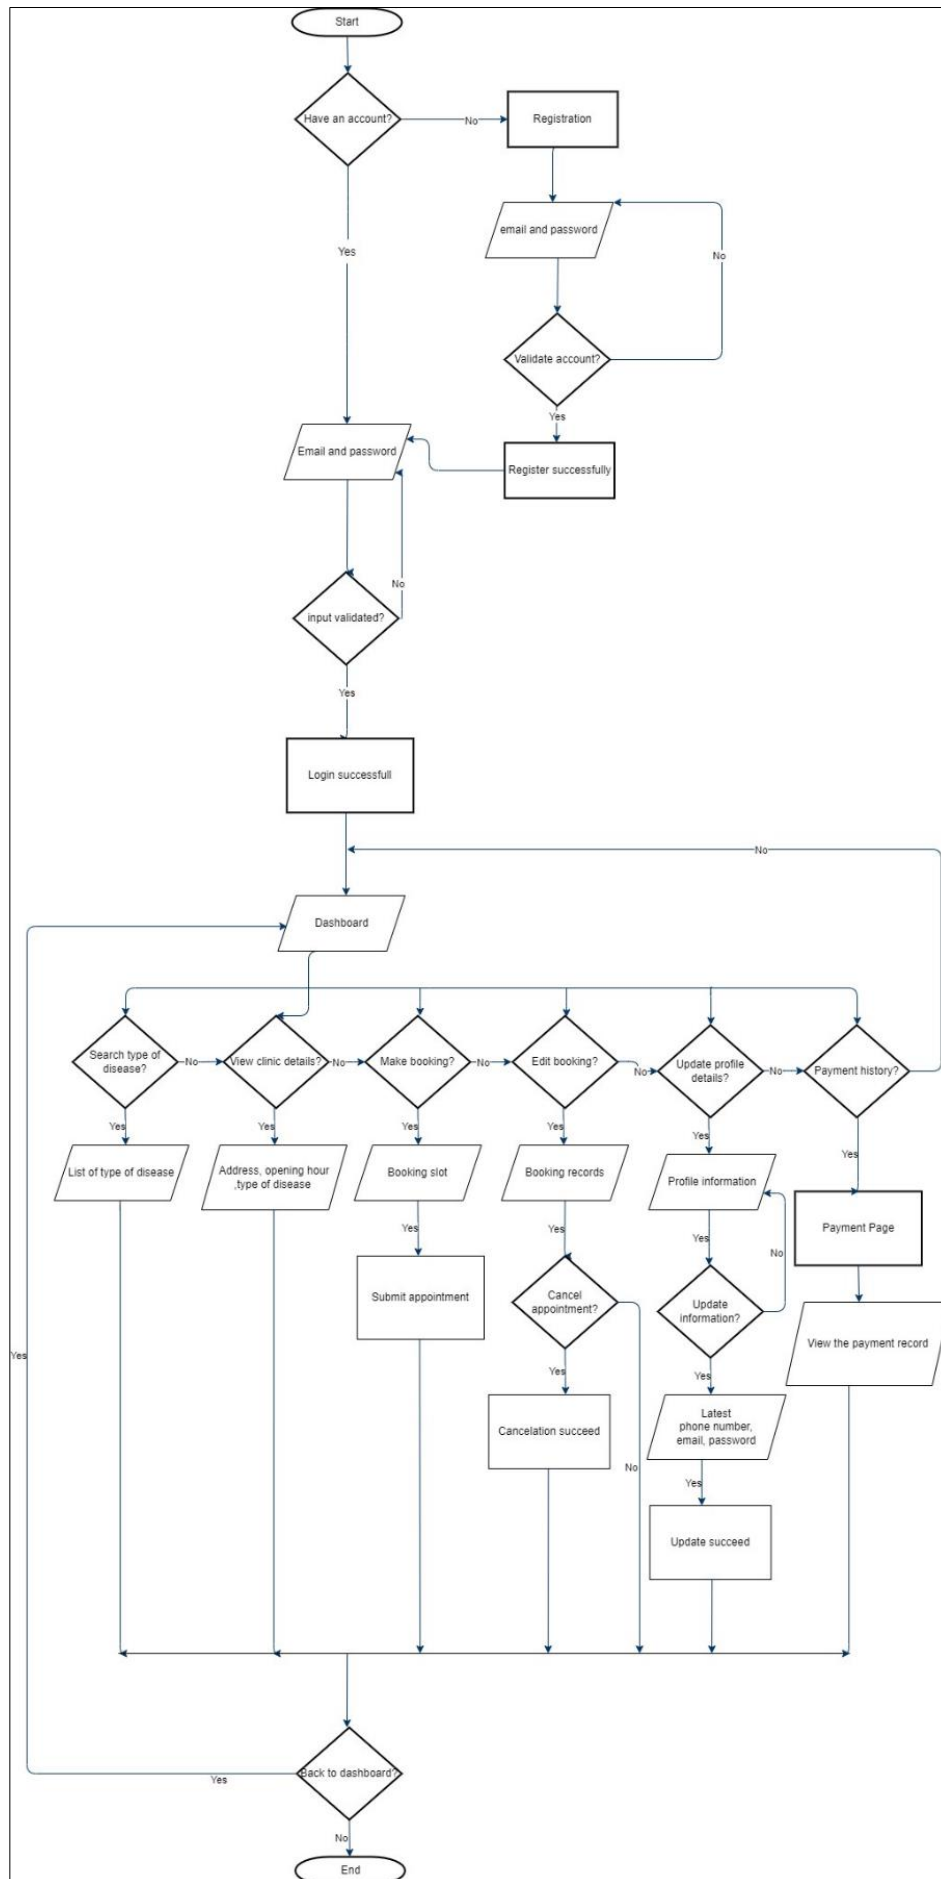 Start
Have an account?
No
Registration
email and password
No
Yes
Validate account?
Yes
Email and password
Register successfully
No
input validated?
Yes
Login successfull
No
Dashboard
Search type of
disease?
No
View clinic details?
No
Make booking?
No
Edit booking?
No
Update profile
details?
No
Payment history?
Yes
Yes
Yes
Yes
Yes
Yes
List of type of disease
Address, opening hour
,type of disease
Booking slot
Booking records
Profile information
Payment Page
Yes
Yes
Yes
No
Submit appointment
Cancel
appointment?
Update
information?
View the payment record
Yes
Yes
Yes
Latest
phone number,
email, password
Cancelation succeed
No
Yes
Update succeed
Back to dashboard?
Yes
No
End